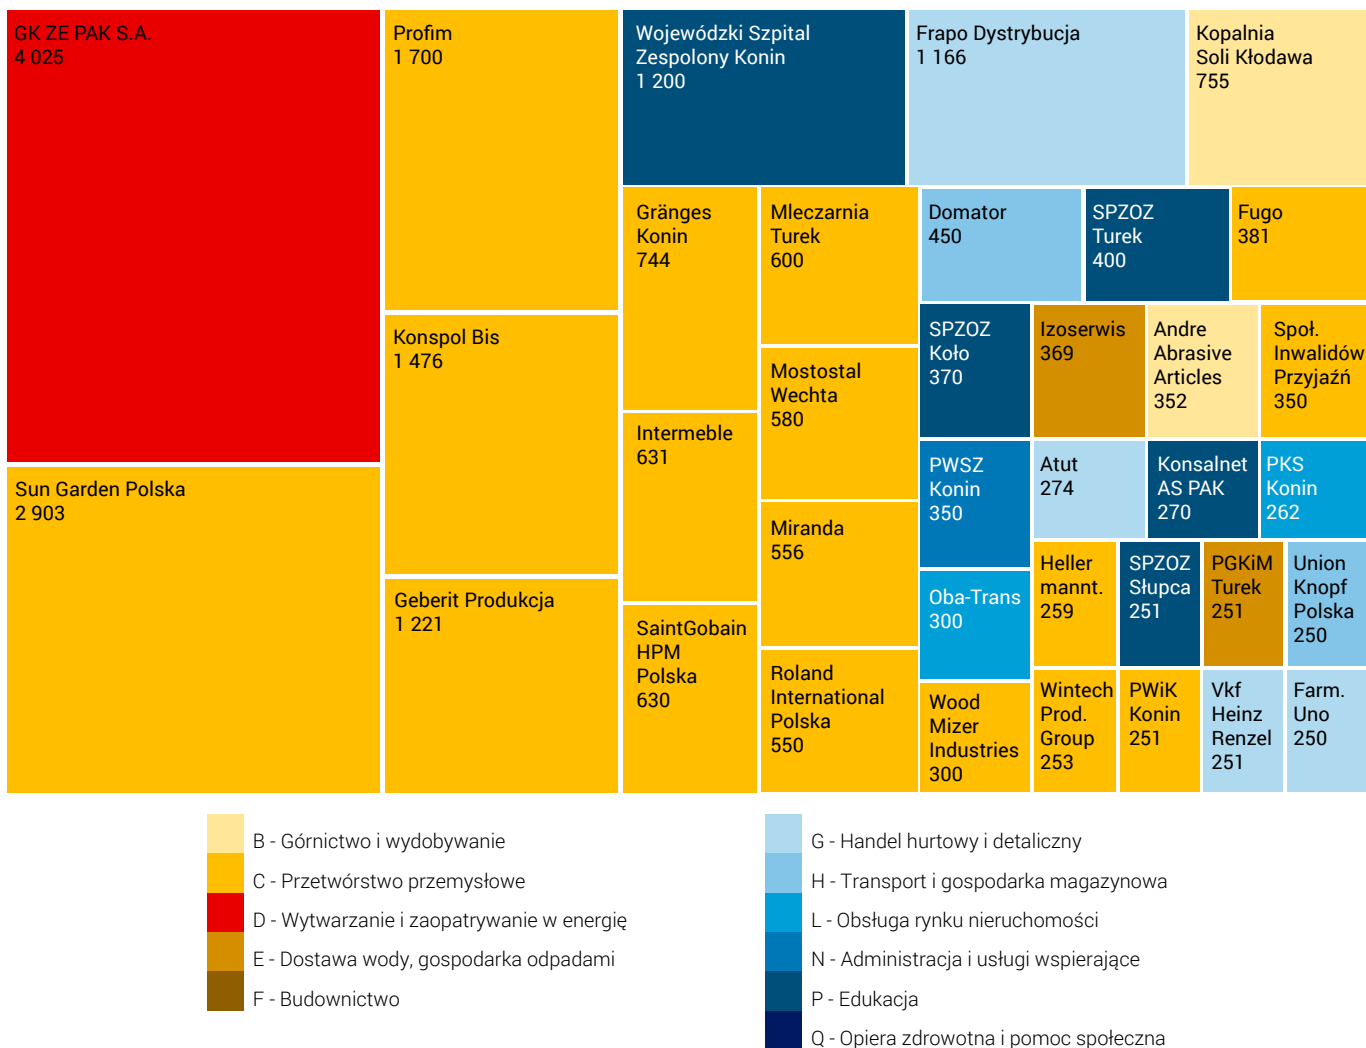 GK ZE PAK S.A.
4 025
Sun Garden Polska
2 903
Profim
1 700
Konspol Bis
1 476
Geberit Produkcja
1 221
Wojewódzki Szpital
Zespolony Konin
1 200
Frapo Dystrybucja
1 166
Kopalnia
Soli Kłodawa
755
Gränges
Konin
744
Intermeble
631
SaintGobain
HPM
Polska
630
Mleczarnia
Turek
600
Mostostal
Wechta
580
Miranda
556
Roland
International
Polska
550
Domator
450
SPZOZ
Turek
400
Fugo
381
SPZOZ
Koło
370
Izoserwis
369
Andre
Abrasive
Articles
352
Społ.
Inwalidów
Przyjaźń
350
PWSZ
Konin
350
Atut
274
Konsalnet
AS PAK
270
PKS
Konin
262
Oba-Trans
300
Heller
mannt.
259
SPZOZ
Słupca
251
PGKiM
Turek
251
Union
Knopf
Polska
250
Wood
Mizer
Industries
300
Wintech
Prod.
Group
253
PWiK
Konin
251
Vkf
Heinz
Renzel
251
Farm.
Uno
250
B - Górnictwo i wydobywanie
C - Przetwórstwo przemysłowe
D - Wytwarzanie i zaopatrywanie w energię
E - Dostawa wody, gospodarka odpadami
F - Budownictwo
G - Handel hurtowy i detaliczny
H - Transport i gospodarka magazynowa
L - Obsługa rynku nieruchomości
N - Administracja i usługi wspierające
P - Edukacja
Q - Opiera zdrowotna i pomoc społeczna